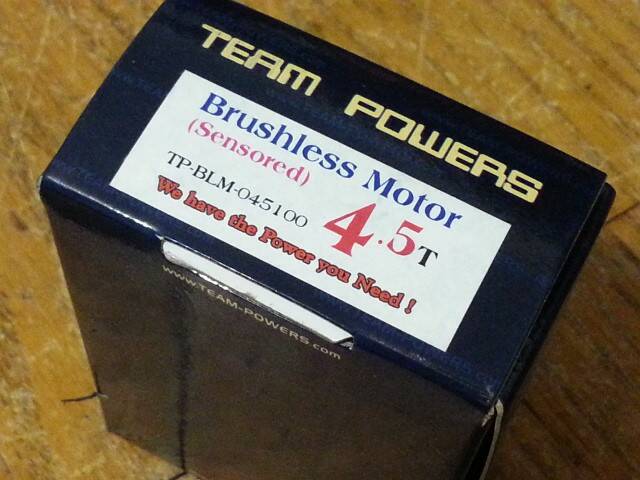 TEAM POWERS
Brushless Motor
(Sensored)
TP-BLM-045100
4.5T
We have the Power you Need !
www.TEAM-POWERS.com